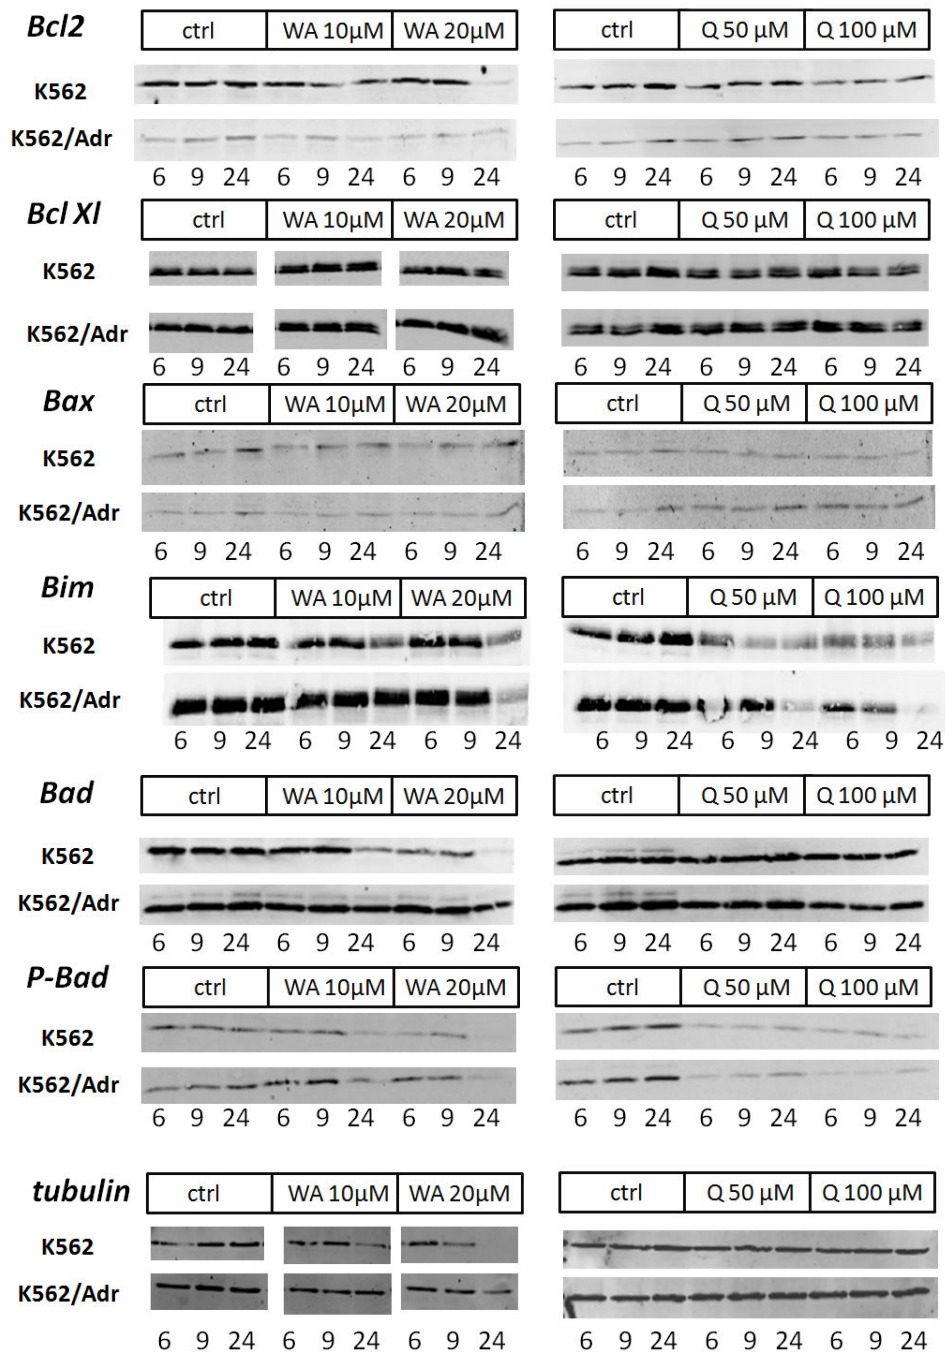 Bcl2 ctrl WA 10µM WA 20µM ctrl Q 50 µM Q 100 µM
K562
K562/Adr
6 9 24 6 9 24 6 9 24 6 9 24 6 9 24 6 9 24
Bcl Xl ctrl WA 10µM WA 20µM ctrl Q 50 µM Q 100 µM
K562
K562/Adr
6 9 24 6 9 24 6 9 24 6 9 24 6 9 24 6 9 24
Bax ctrl WA 10µM WA 20µM ctrl Q 50 µM Q 100 µM
K562
K562/Adr
6 9 24 6 9 24 6 9 24 6 9 24 6 9 24 6 9 24
Bim ctrl WA 10µM WA 20µM ctrl Q 50 µM Q 100 µM
K562
K562/Adr
6 9 24 6 9 24 6 9 24 6 9 24 6 9 24 6 9 24
Bad ctrl WA 10µM WA 20µM ctrl Q 50 µM Q 100 µM
K562
K562/Adr
6 9 24 6 9 24 6 9 24 6 9 24 6 9 24 6 9 24
P-Bad ctrl WA 10µM WA 20µM ctrl Q 50 µM Q 100 µM
K562
K562/Adr
6 9 24 6 9 24 6 9 24 6 9 24 6 9 24 6 9 24
tubulin ctrl WA 10µM WA 20µM ctrl Q 50 µM Q 100 µM
K562
K562/Adr
6 9 24 6 9 24 6 9 24 6 9 24 6 9 24 6 9 24